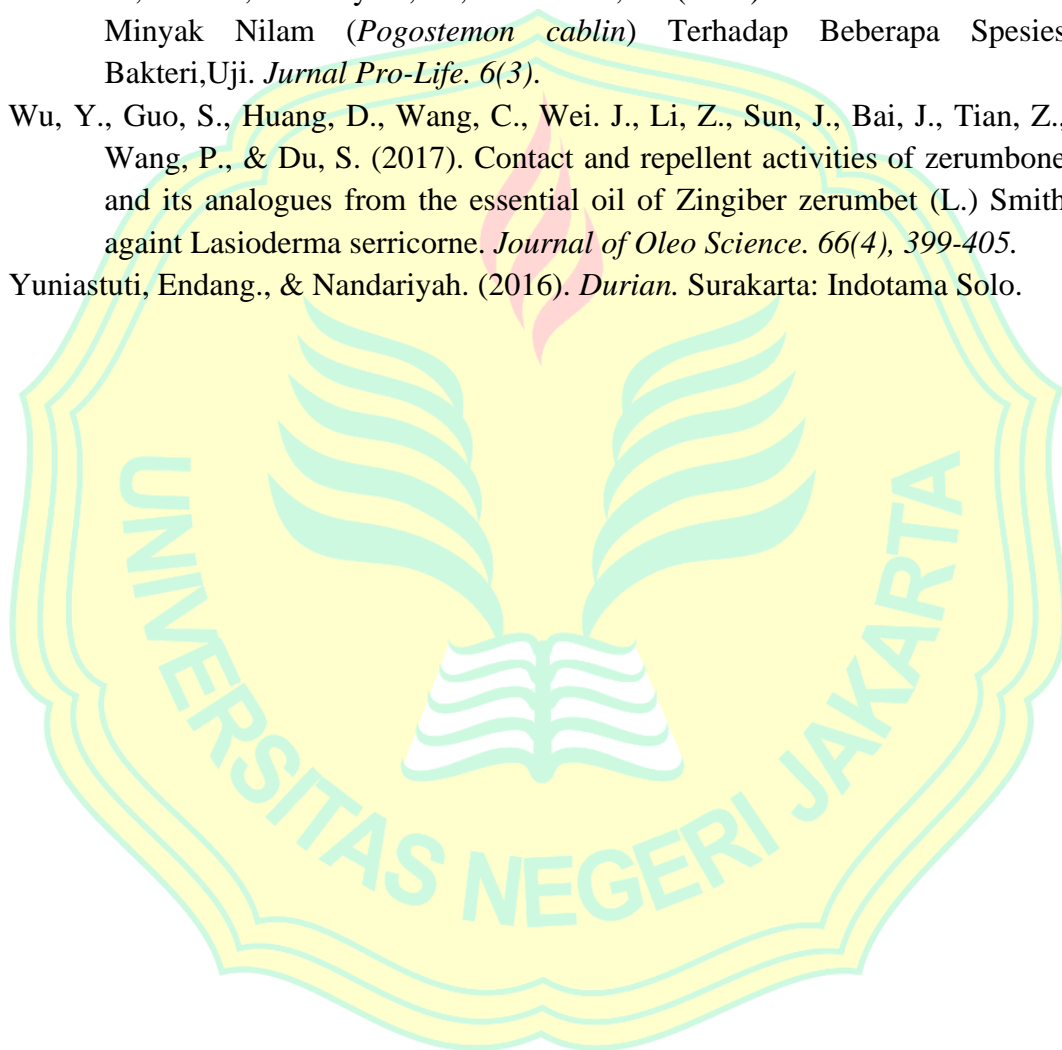 Minyak Nilam (Pogostemon cablin) Terhadap Beberapa Spesies
Bakteri,Uji. Jurnal Pro-Life. 6(3).
Wu, Y., Guo, S., Huang, D., Wang, C., Wei. J., Li, Z., Sun, J., Bai, J., Tian, Z.,
Wang, P., & Du, S. (2017). Contact and repellent activities of zerumbone
and its analogues from the essential oil of Zingiber zerumbet (L.) Smith
againt Lasioderma serricorne. Journal of Oleo Science. 66(4), 399-405.
Yuniastuti, Endang., & Nandariyah. (2016). Durian. Surakarta: Indotama Solo.
UNIVERSITAS NEGERI JAKARTA